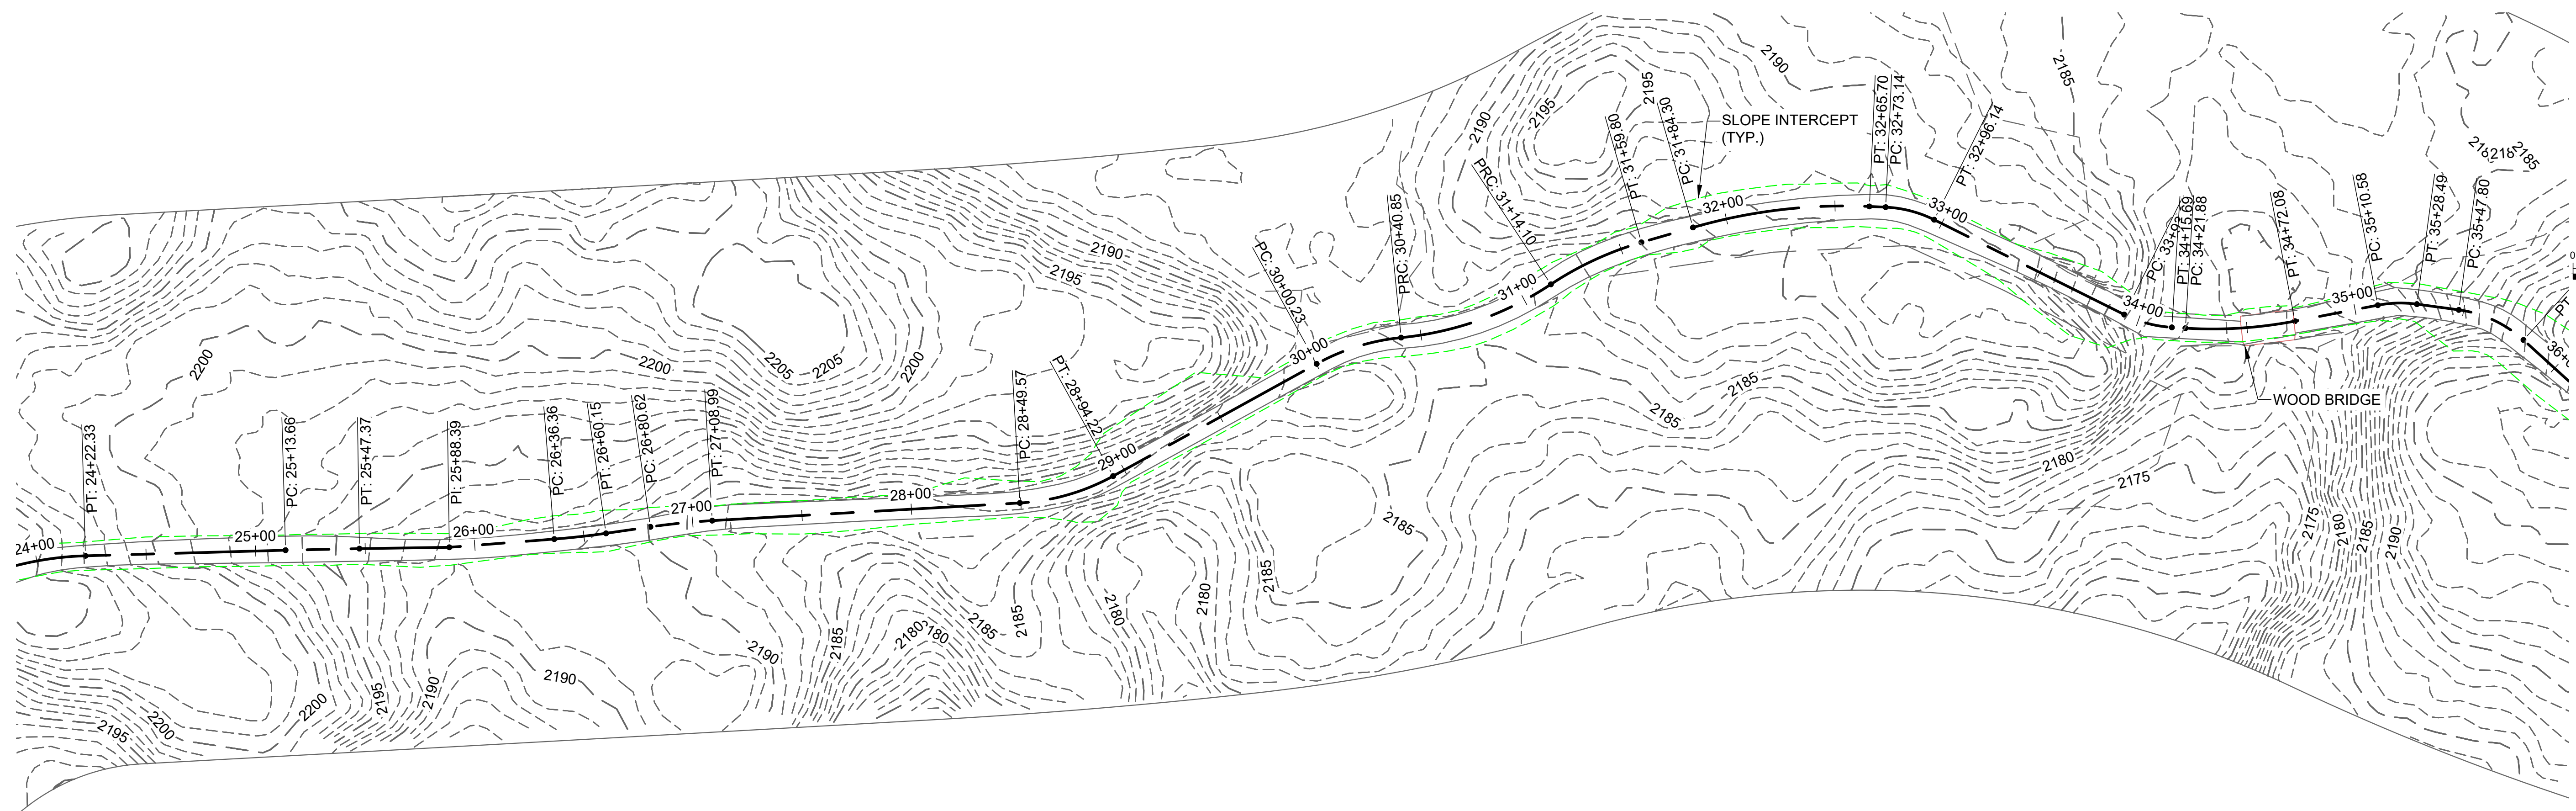 24+00
PT: 24+22.33
25+00
PC: 25+13.66
PT: 25+47.37
PI: 25+88.39
26+00
PC: 26+36.36
PT: 26+60.15
PC: 26+80.62
27+00
PT: 27+08.99
28+00
PC: 28+49.57
PT: 28+94.22
29+00
PC: 30+00.23
30+00
PRC: 30+40.85
31+00
PRC: 31+14.10
PT: 31+59.80
PC: 31+84.30
SLOPE INTERCEPT
(TYP.)
32+00
PT: 32+65.70
PC: 32+73.14
33+00
PT: 32+96.14
34+00
PT: 34+15.69
PC: 34+21.88
PT: 34+72.08
WOOD BRIDGE
35+00
PC: 35+10.58
PT: 35+28.49
PC: 35+47.80
PT
0
2200
2200
2205
2205
2200
2190
2195
2190
2195
2195
2190
2185
2185
2185
2185
2185
2185
2180
2175
2175
2180
2185
2190
2195
2200
2200
2195
2190
2190
2190
2185
2180
2185
2185
2180
2180
2185